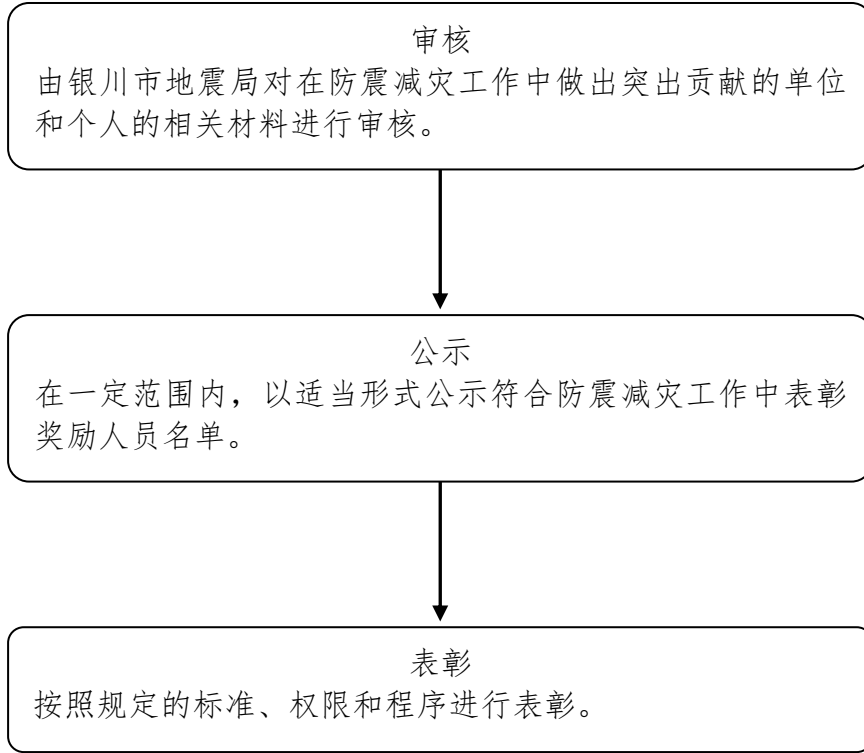 审核
由银川市地震局对在防震减灾工作中做出突出贡献的单位
和个人的相关材料进行审核。
公示
在一定范围内，以适当形式公示符合防震减灾工作中表彰
奖励人员名单。
表彰
按照规定的标准、权限和程序进行表彰。